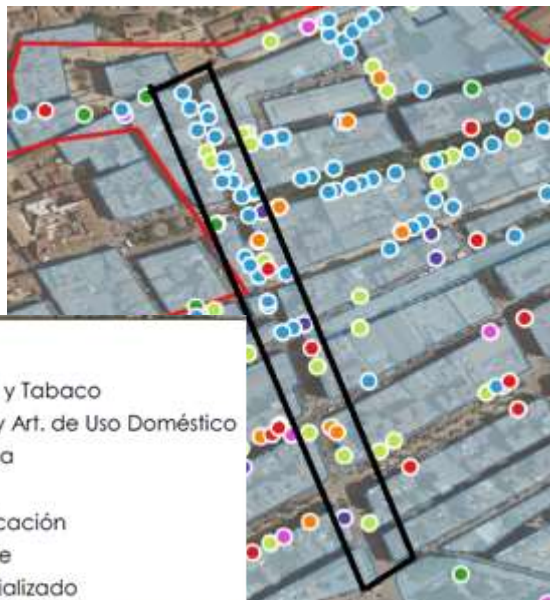 y Tabaco
y Art. de Uso Doméstico
a
cación
e
ializado